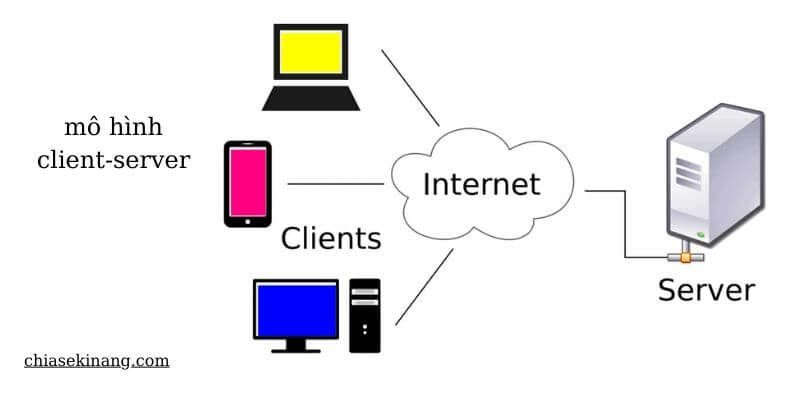 mô hình
client-server
Internet
Clients
Server
chiasekinang.com